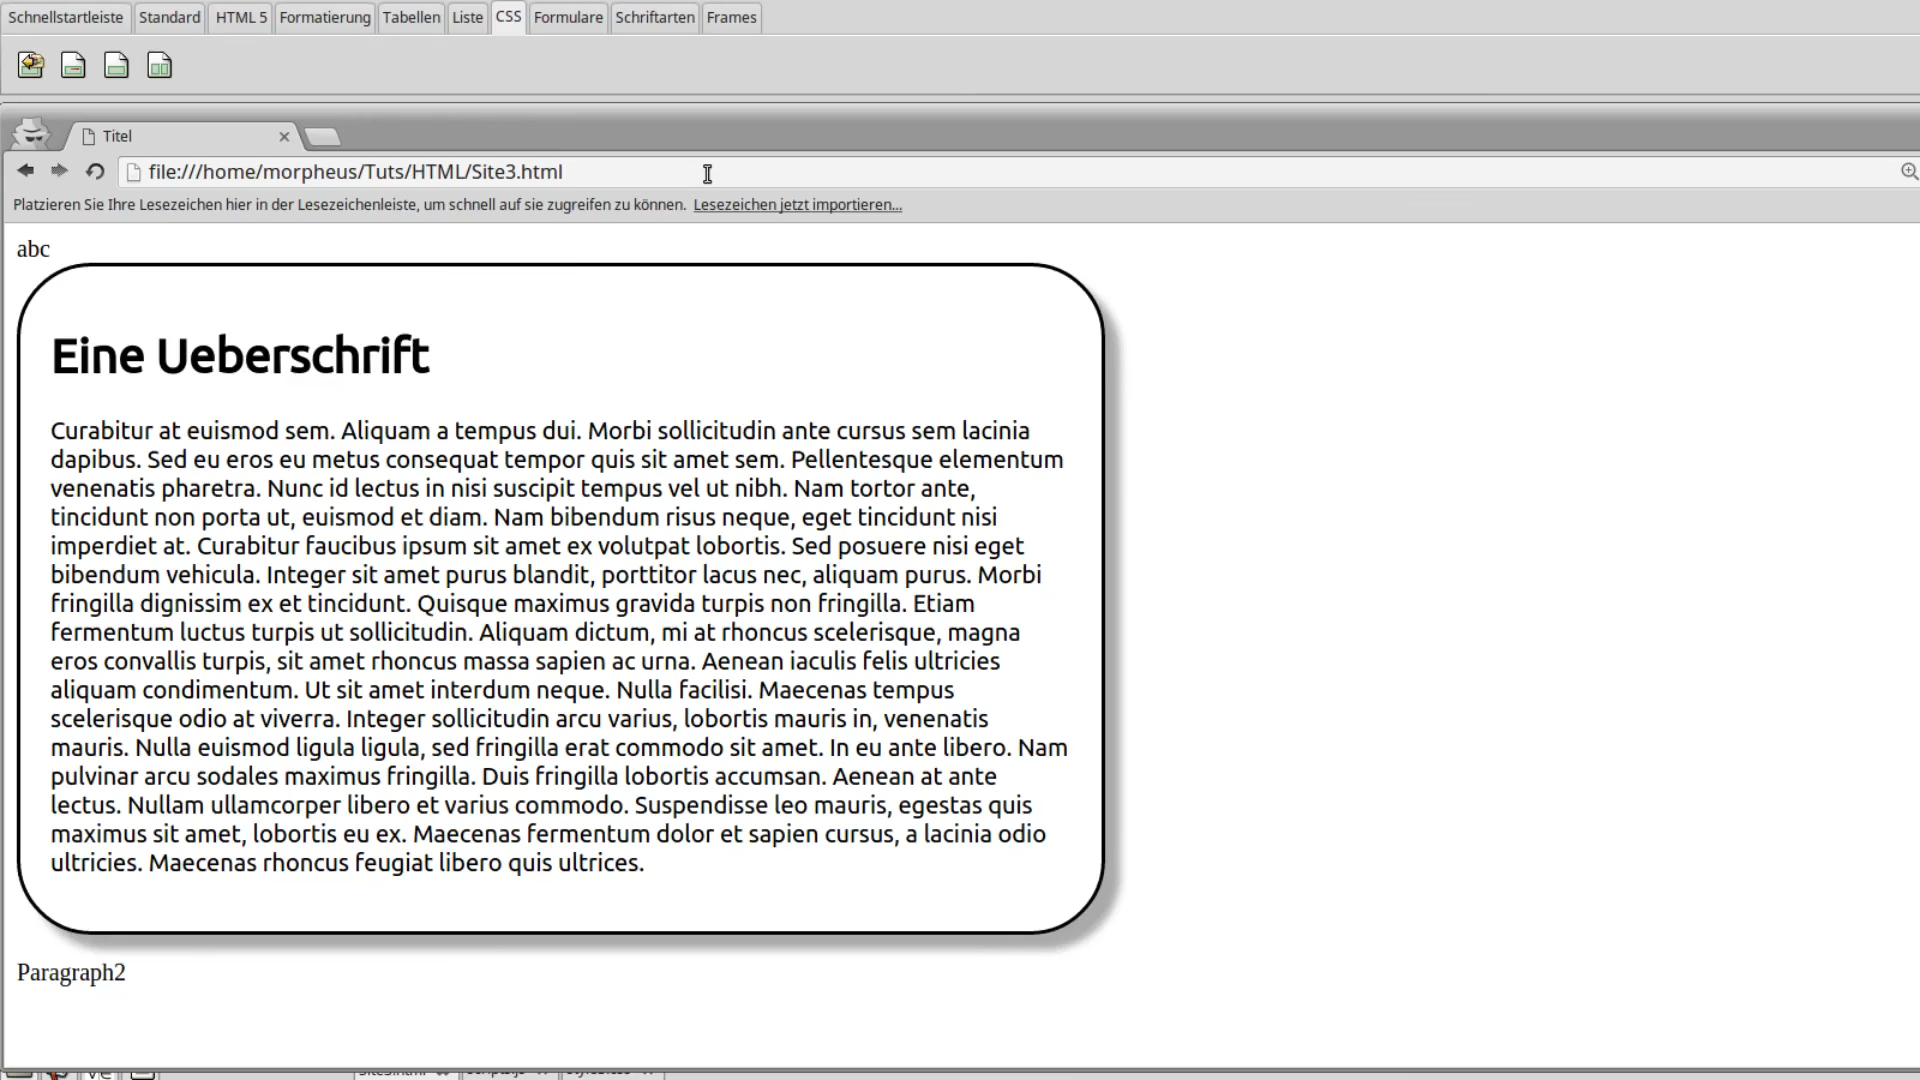 Schnellstartleiste Standard HTML 5 Formatierung Tabellen Liste CSS Formulare Schriftarten Frames
Titel
file:///home/morpheus/Tuts/HTML/Site3.html
Platzieren Sie Ihre Lesezeichen hier in der Lesezeichenleiste, um schnell auf sie zugreifen zu können. Lesezeichen jetzt importieren...
abc
Eine Ueberschrift
Curabitur at euismod sem. Aliquam a tempus dui. Morbi sollicitudin ante cursus sem lacinia
dapibus. Sed eu eros eu metus consequat tempor quis sit amet sem. Pellentesque elementum
venenatis pharetra. Nunc id lectus in nisi suscipit tempus vel ut nibh. Nam tortor ante,
tincidunt non porta ut, euismod et diam. Nam bibendum risus neque, eget tincidunt nisi
imperdiet at. Curabitur faucibus ipsum sit amet ex volutpat lobortis. Sed posuere nisi eget
bibendum vehicula. Integer sit amet purus blandit, porttitor lacus nec, aliquam purus. Morbi
fringilla dignissim ex et tincidunt. Quisque maximus gravida turpis non fringilla. Etiam
fermentum luctus turpis ut sollicitudin. Aliquam dictum, mi at rhoncus scelerisque, magna
eros convallis turpis, sit amet rhoncus massa sapien ac urna. Aenean iaculis felis ultricies
aliquam condimentum. Ut sit amet interdum neque. Nulla facilisi. Maecenas tempus
scelerisque odio at viverra. Integer sollicitudin arcu varius, lobortis mauris in, venenatis
mauris. Nulla euismod ligula ligula, sed fringilla erat commodo sit amet. In eu ante libero. Nam
pulvinar arcu sodales maximus fringilla. Duis fringilla lobortis accumsan. Aenean at ante
lectus. Nullam ullamcorper libero et varius commodo. Suspendisse leo mauris, egestas quis
maximus sit amet, lobortis eu ex. Maecenas fermentum dolor et sapien cursus, a lacinia odio
ultricies. Maecenas rhoncus feugiat libero quis ultrices.
Paragraph2